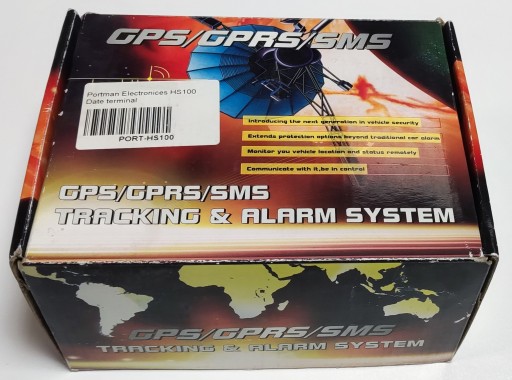 GPS/GPRS/SMS
Portman Electronices HS100
Date terminal
PORT-HS100
Introducing the next generation in vehicle security
Extends protection options beyond traditional car alarm
Monitor you vehicle location and status remotely
Communicate with it,be in control
GPS/GPRS/SMS
TRACKING & ALARM SYSTEM
GPS/GPRS/SMS
TRACKING & ALARM SYSTEM